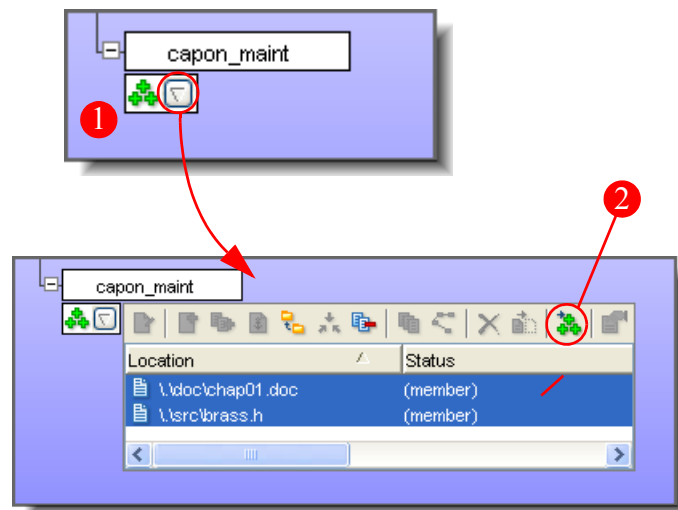 capon_maint
1
2
capon_maint
Location Status
\.\doc\chap01.doc (member)
\.\src\brass.h (member)